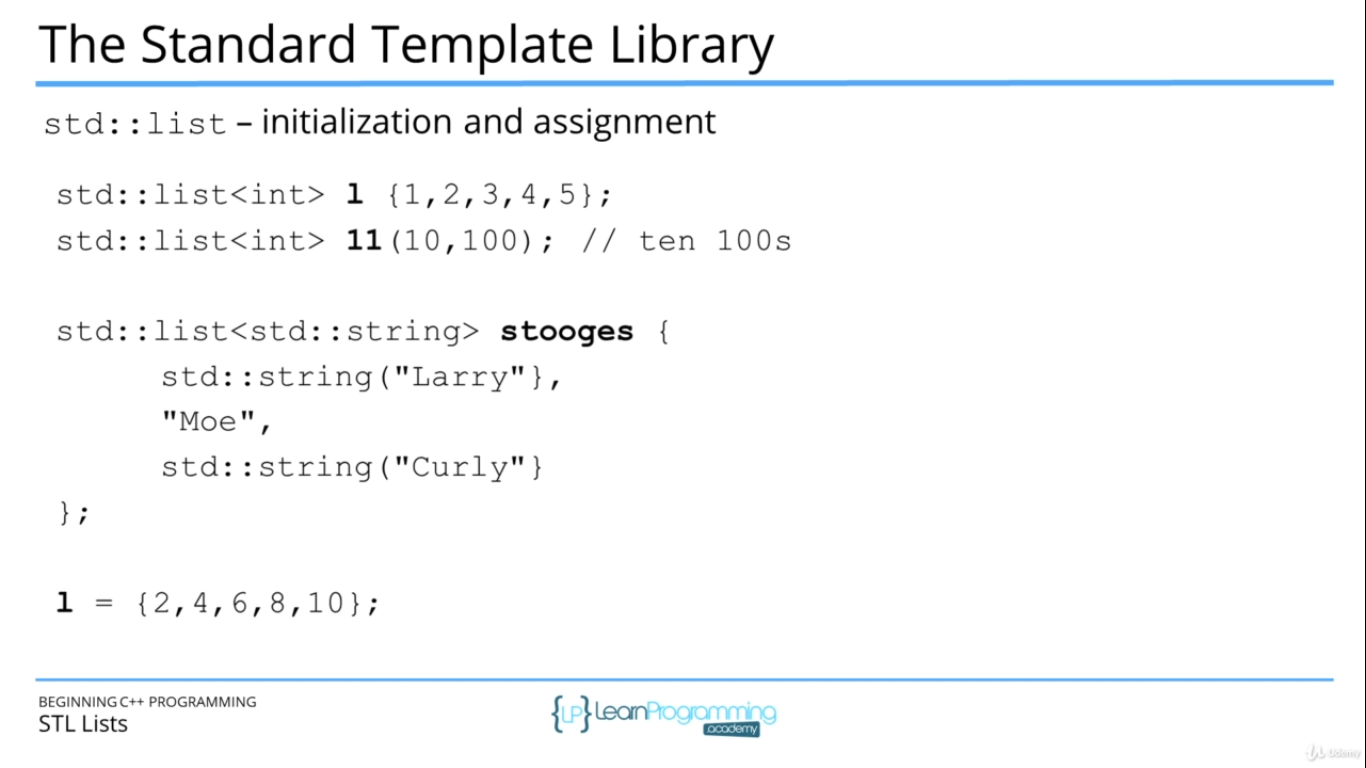 The Standard Template Library
std::list – initialization and assignment
std::list<int> l {1,2,3,4,5};
std::list<int> l1(10,100); // ten 100s
std::list<std::string> stooges {
std::string("Larry"},
"Moe",
std::string("Curly"}
};
l = {2,4,6,8,10};
BEGINNING C++ PROGRAMMING
STL Lists
{LP} LearnProgramming
academy
Udemy